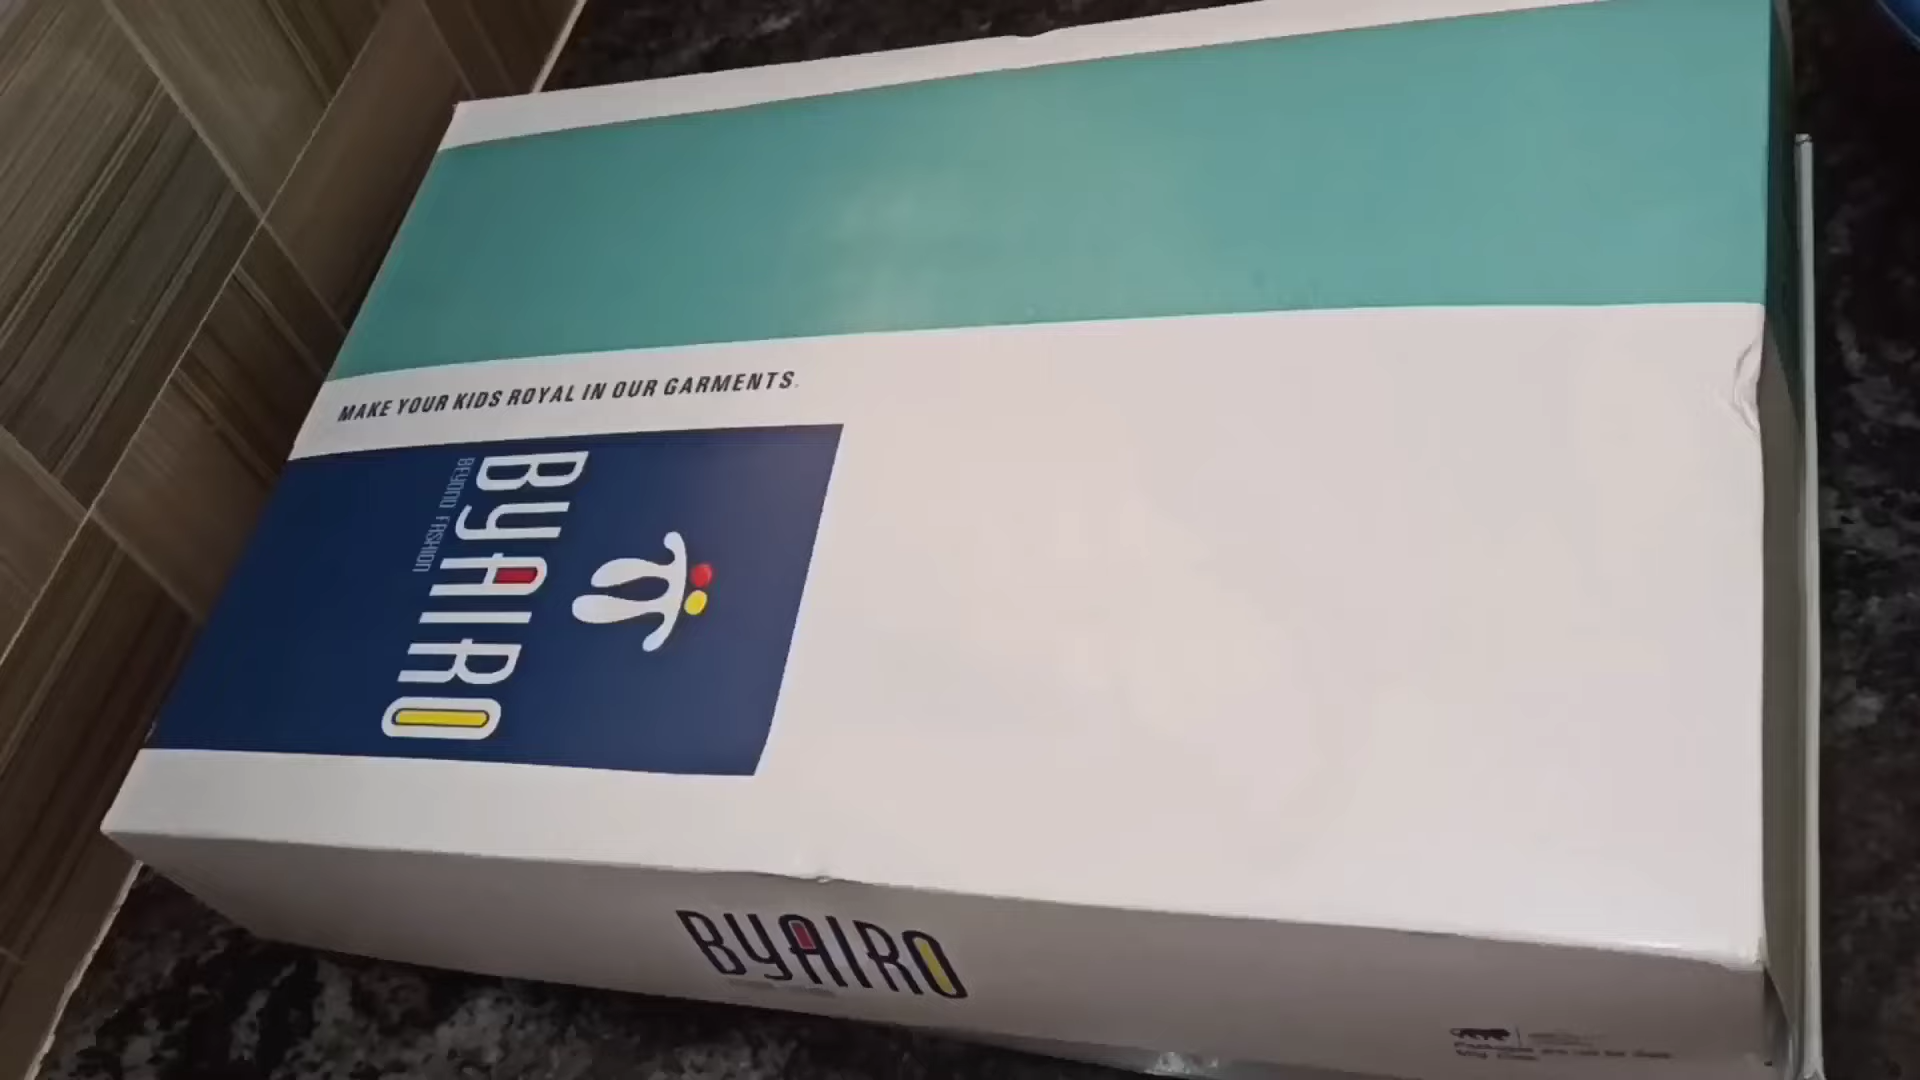 MAKE YOUR KIDS ROYAL IN OUR GARMENTS.
BYAIRO
BEYOND FASHION
BYAIRO